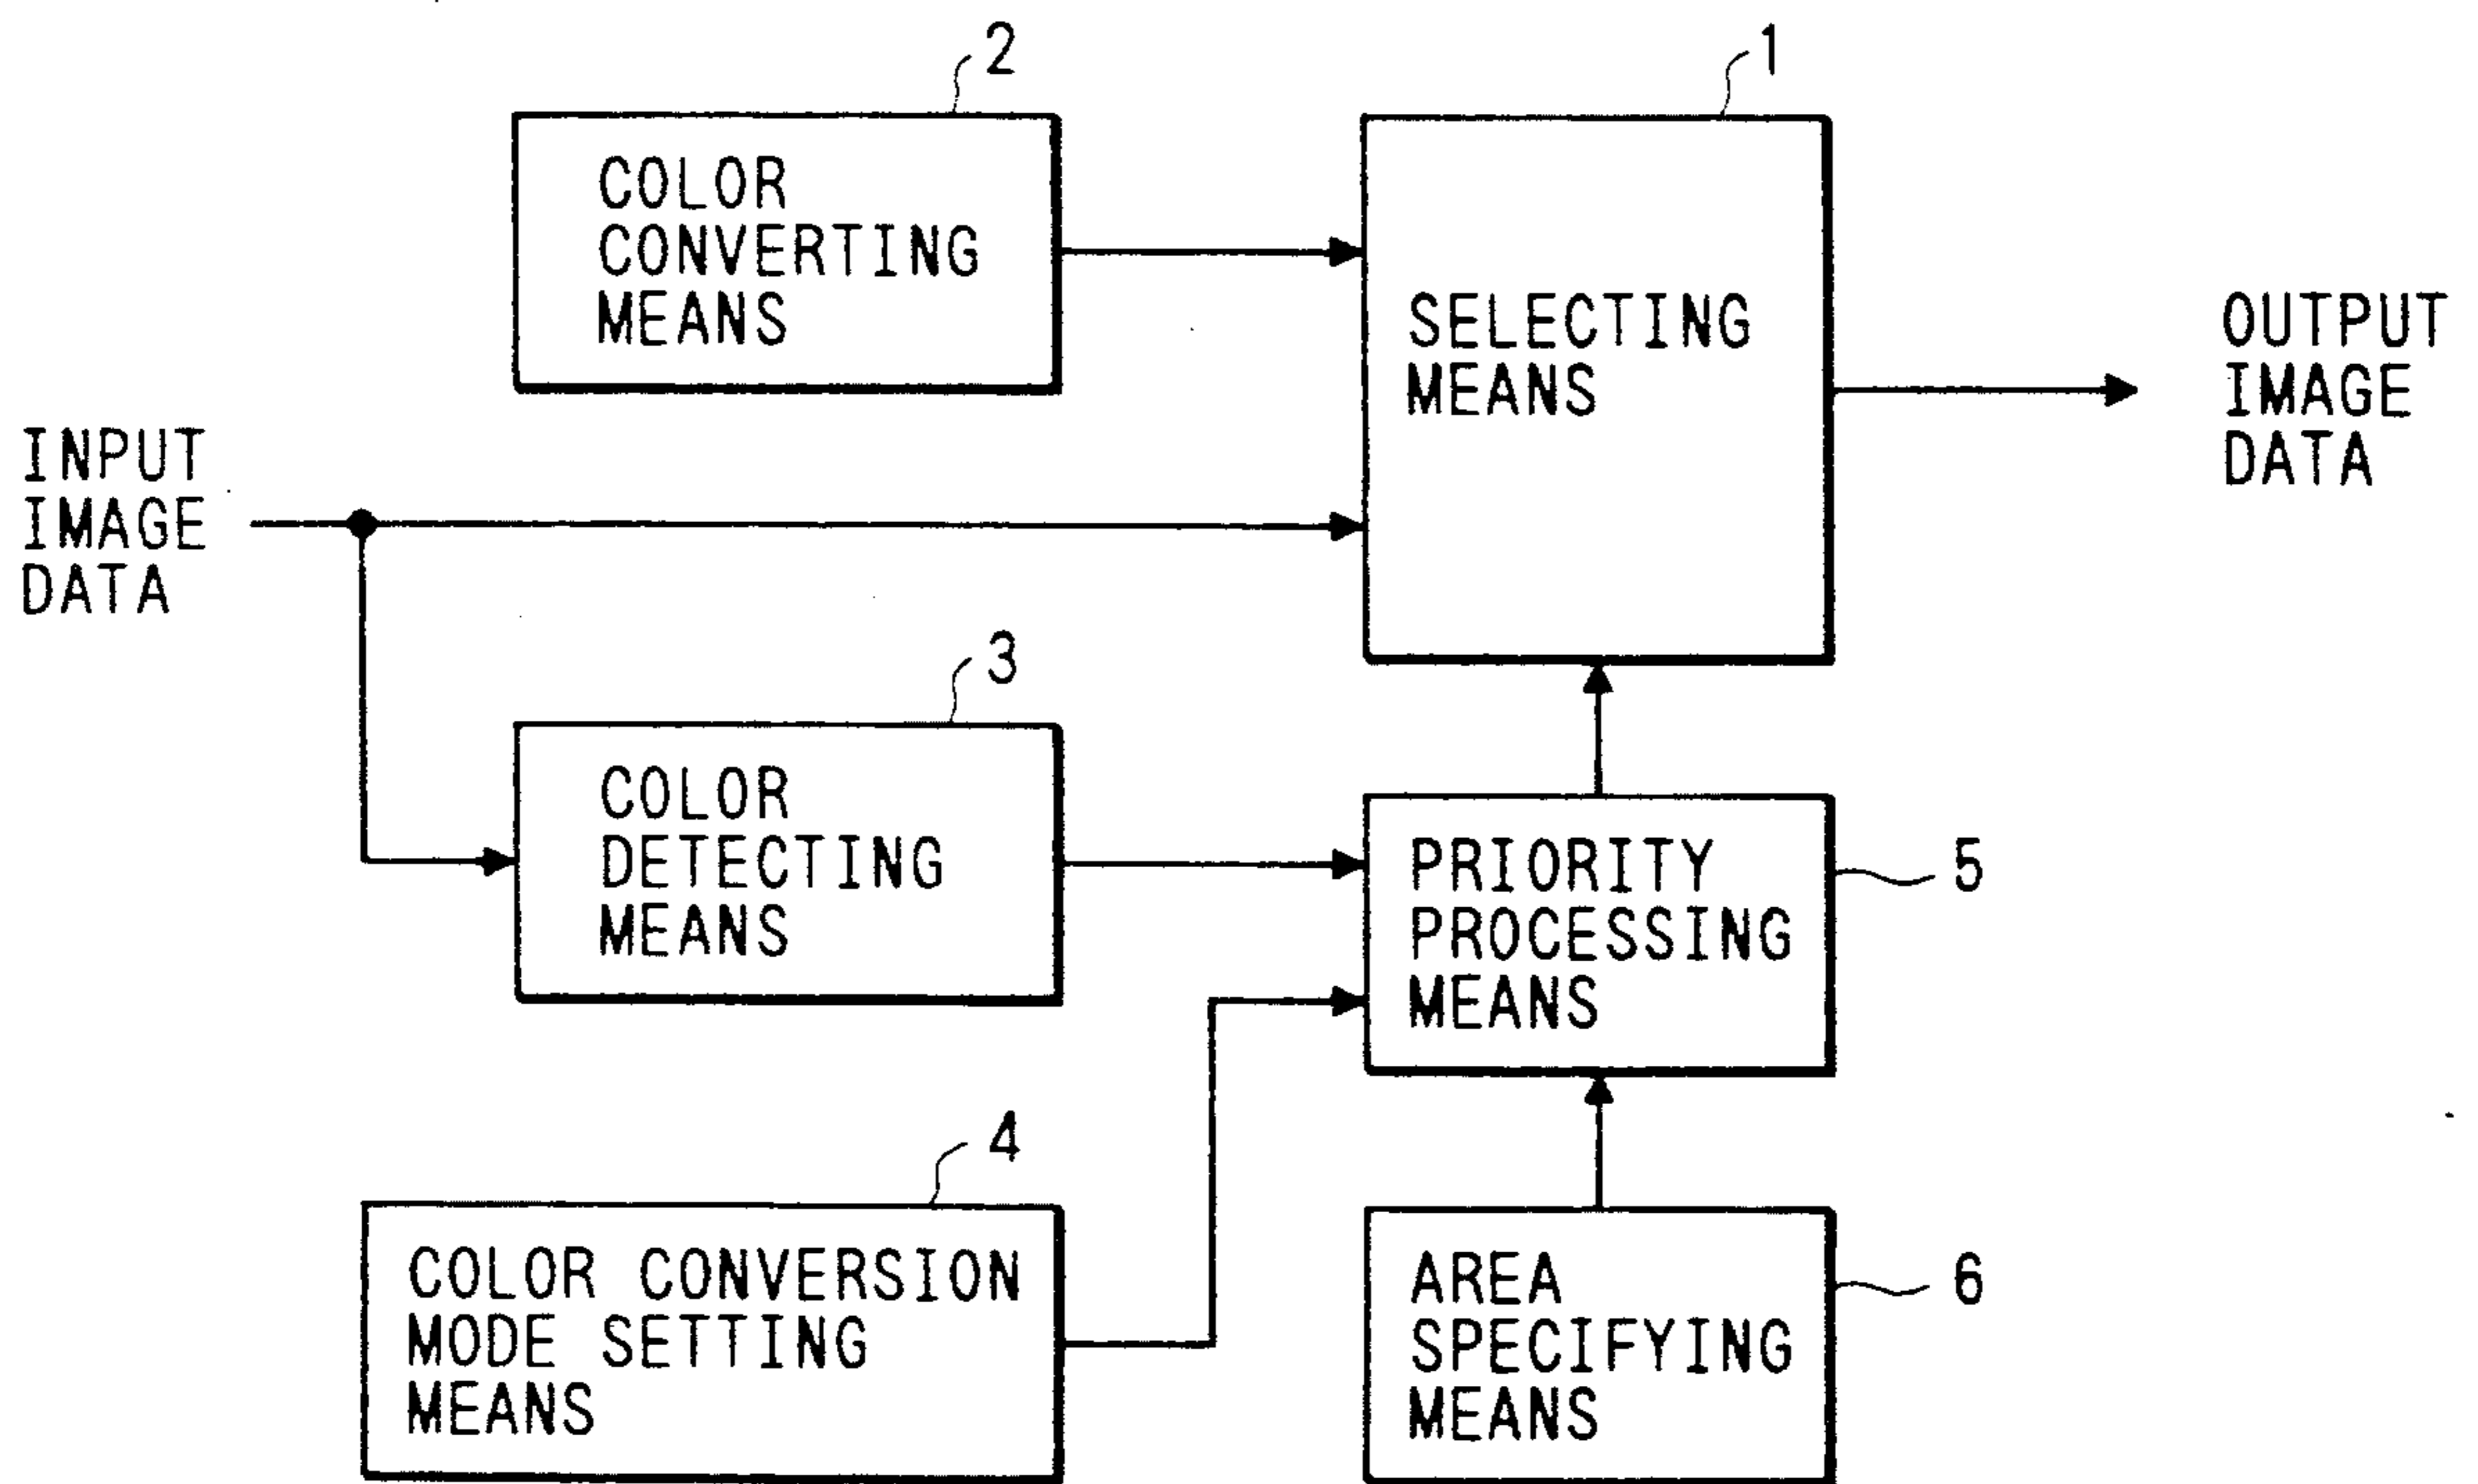 2
1
COLOR
CONVERTING
MEANS
SELECTING
MEANS
OUTPUT
IMAGE
DATA
INPUT
IMAGE
DATA
3
COLOR
DETECTING
MEANS
PRIORITY
PROCESSING
MEANS
5
4
COLOR CONVERSION
MODE SETTING
MEANS
AREA
SPECIFYING
MEANS
6